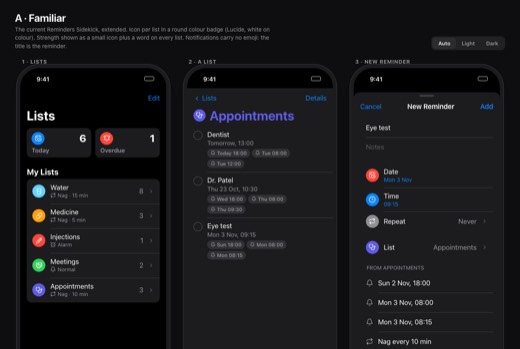 A · Familiar
The current Reminders Sidekick, extended. Icon per list in a round colour badge (Lucide, white on
colour). Strength shown as a small icon plus a word on every list. Notifications carry no emoji: the
title is the reminder.
Auto
Light
Dark
1 · LISTS
9:41
Edit
Lists
6
Today
1
Overdue
My Lists
Water
Nag · 15 min
8
Medicine
Nag · 5 min
3
Injections
Alarm
1
Meetings
Normal
2
Appointments
Nag · 10 min
3
2 · A LIST
9:41
Lists
Details
Appointments
Dentist
Tomorrow, 13:00
Today 18:00
Tue 08:00
Tue 12:00
Dr. Patel
Thu 23 Oct, 10:30
Wed 18:00
Thu 08:00
Thu 09:30
Eye test
Mon 3 Nov, 09:15
Sun 18:00
Mon 08:00
Mon 08:15
3 · NEW REMINDER
9:41
Cancel
New Reminder
Add
Eye test
Notes
Date
Mon 3 Nov
Time
09:15
Repeat
Never
List
Appointments
FROM APPOINTMENTS
Sun 2 Nov, 18:00
Mon 3 Nov, 08:00
Mon 3 Nov, 08:15
Nag every 10 min